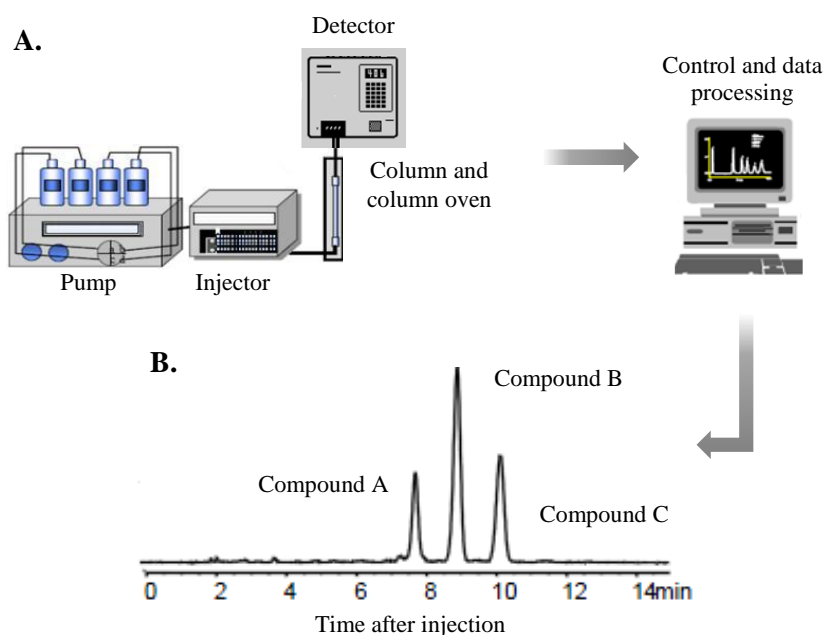 A.
Detector
Control and data
processing
Column and
column oven
Pump
Injector
B.
Compound B
Compound A
Compound C
0 2 4 6 8 10 12 14min
Time after injection